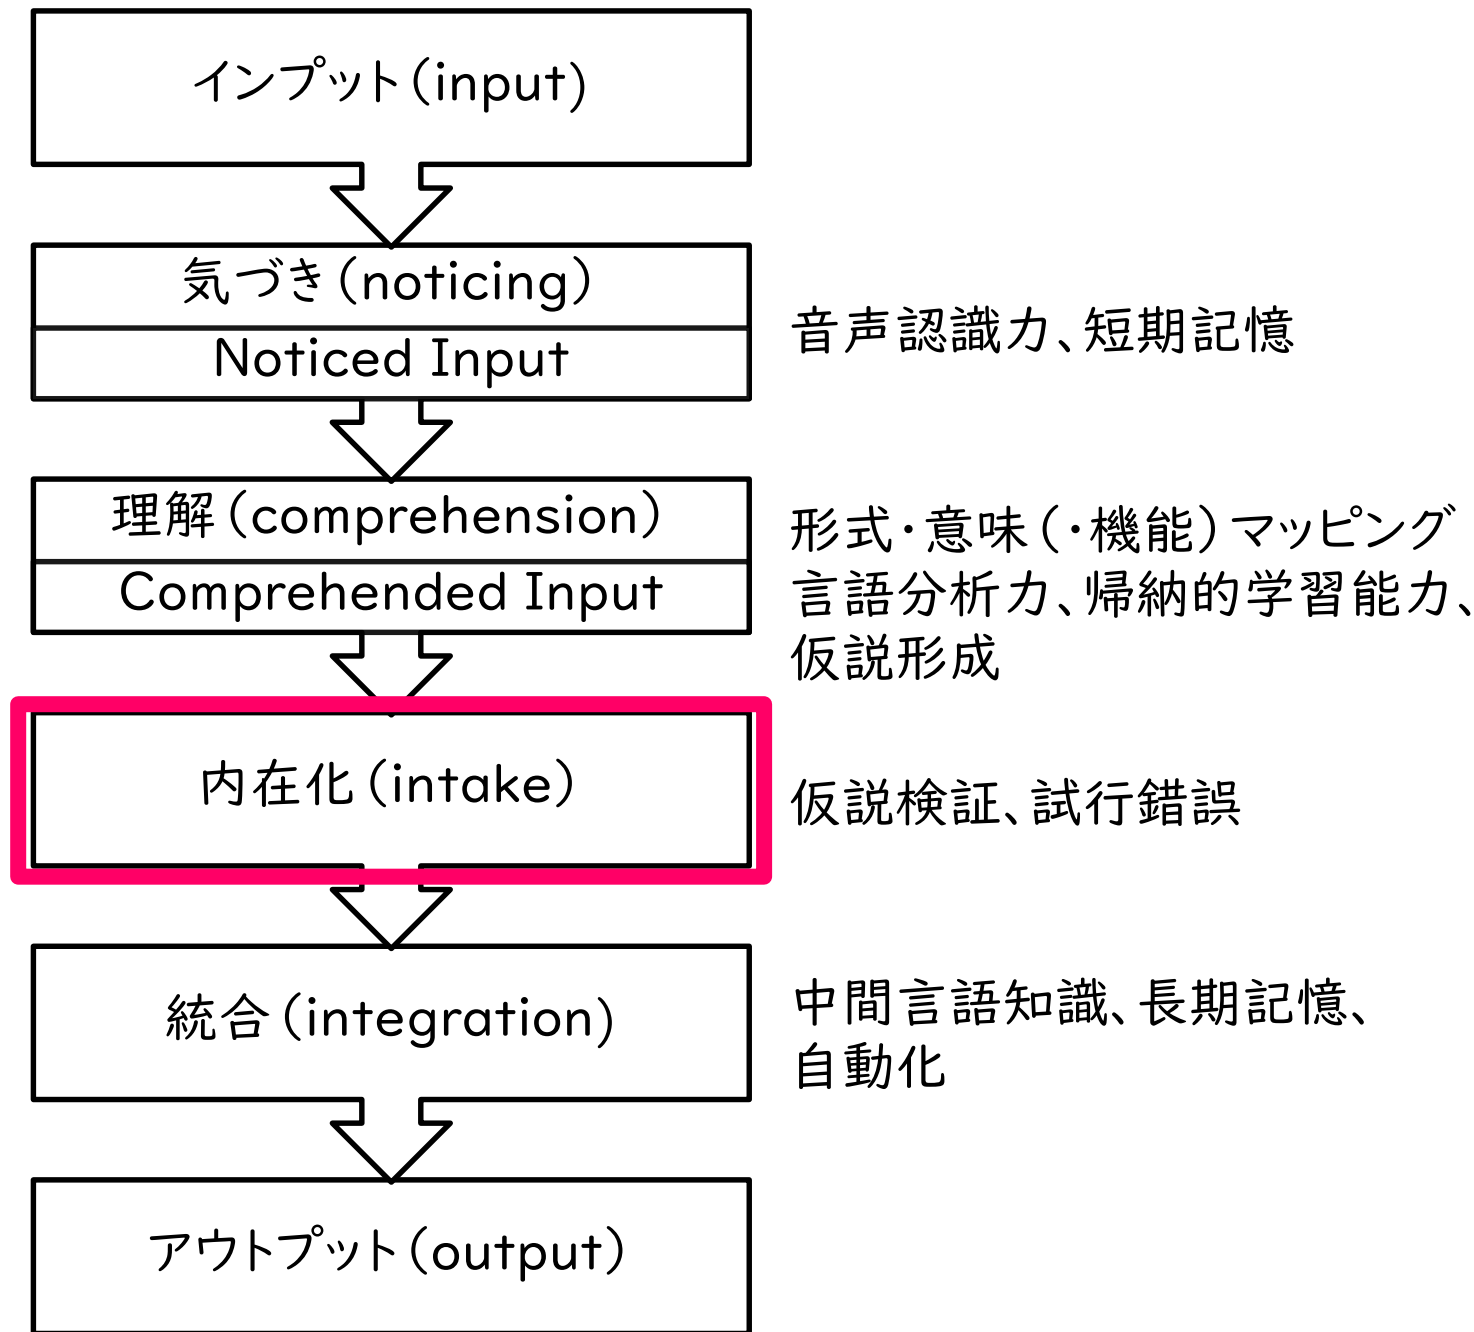 インプット（input）
気づき（noticing）
Noticed Input
音声認識力、短期記憶
理解（comprehension）
Comprehended Input
形式・意味（・機能）マッピング
言語分析力、帰納的学習能力、
仮説形成
内在化（intake）
仮説検証、試行錯誤
統合（integration）
中間言語知識、長期記憶、
自動化
アウトプット（output）